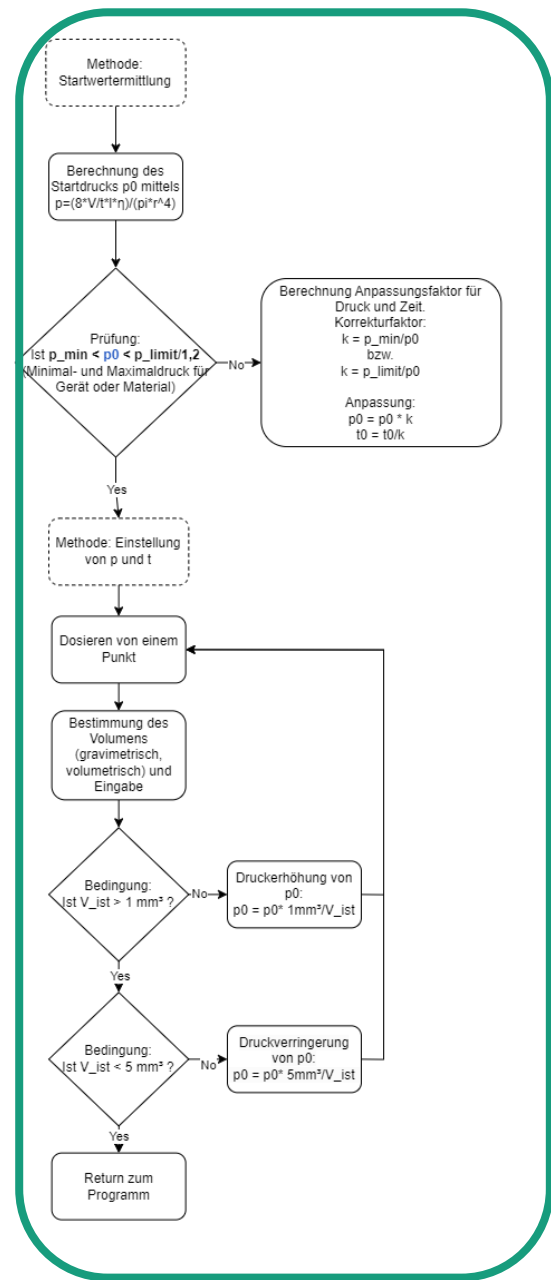 Methode:
Startwertermittlung
Berechnung des
Startdrucks p0 mittels
p=(8*V/t*l*η)/(pi*r^4)
Prüfung:
Ist p_min < p0 < p_limit/1,2
(Minimal- und Maximaldruck für
Gerät oder Material)
No
Berechnung Anpassungsfaktor für
Druck und Zeit.
Korrekturfaktor:
k = p_min/p0
bzw.
k = p_limit/p0
Anpassung:
p0 = p0 * k
t0 = t0/k
Yes
Methode: Einstellung
von p und t
Dosieren von einem
Punkt
Bestimmung des
Volumens
(gravimetrisch,
volumetrisch) und
Eingabe
Bedingung:
Ist V_ist > 1 mm³ ?
No
Druckerhöhung von
p0:
p0 = p0* 1mm³/V_ist
Yes
Bedingung:
Ist V_ist < 5 mm³ ?
No
Druckverringerung
von p0:
p0 = p0* 5mm³/V_ist
Yes
Return zum
Programm